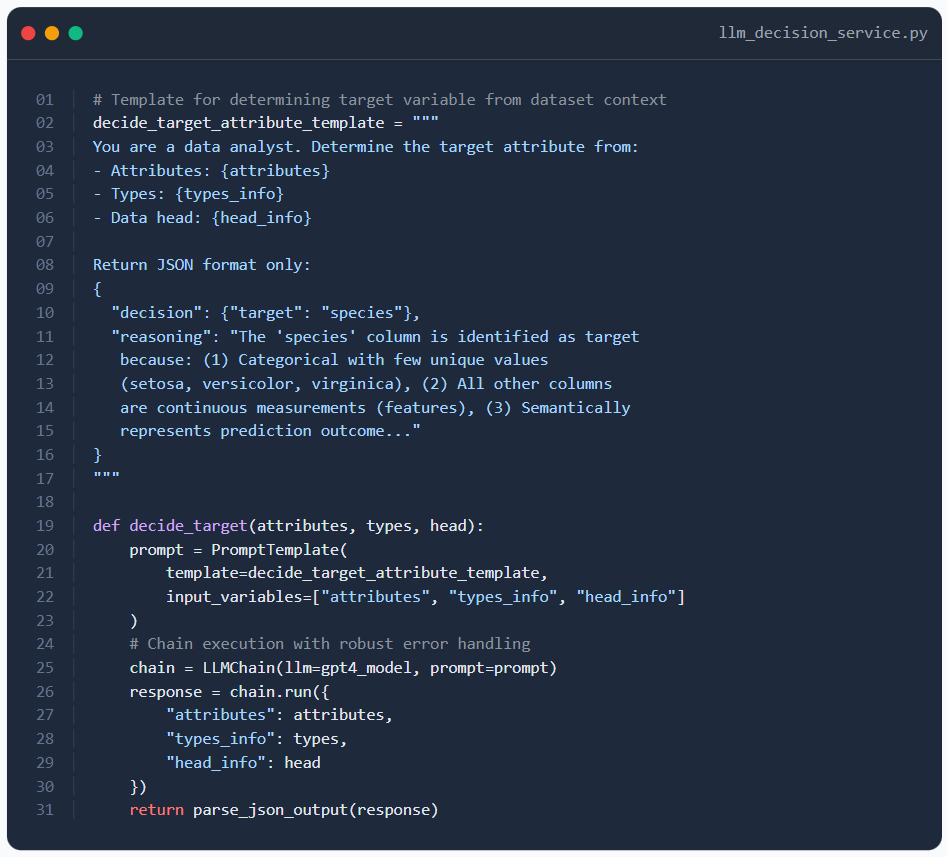 llm_decision_service.py
01 # Template for determining target variable from dataset context
02 decide_target_attribute_template = """
03 You are a data analyst. Determine the target attribute from:
04 - Attributes: {attributes}
05 - Types: {types_info}
06 - Data head: {head_info}
07
08 Return JSON format only:
09 {
10   "decision": {"target": "species"},
11   "reasoning": "The 'species' column is identified as target
12    because: (1) Categorical with few unique values
13    (setosa, versicolor, virginica), (2) All other columns
14    are continuous measurements (features), (3) Semantically
15    represents prediction outcome..."
16 }
17 """
18
19 def decide_target(attributes, types, head):
20     prompt = PromptTemplate(
21         template=decide_target_attribute_template,
22         input_variables=["attributes", "types_info", "head_info"]
23     )
24     # Chain execution with robust error handling
25     chain = LLMChain(llm=gpt4_model, prompt=prompt)
26     response = chain.run({
27         "attributes": attributes,
28         "types_info": types,
29         "head_info": head
30     })
31     return parse_json_output(response)